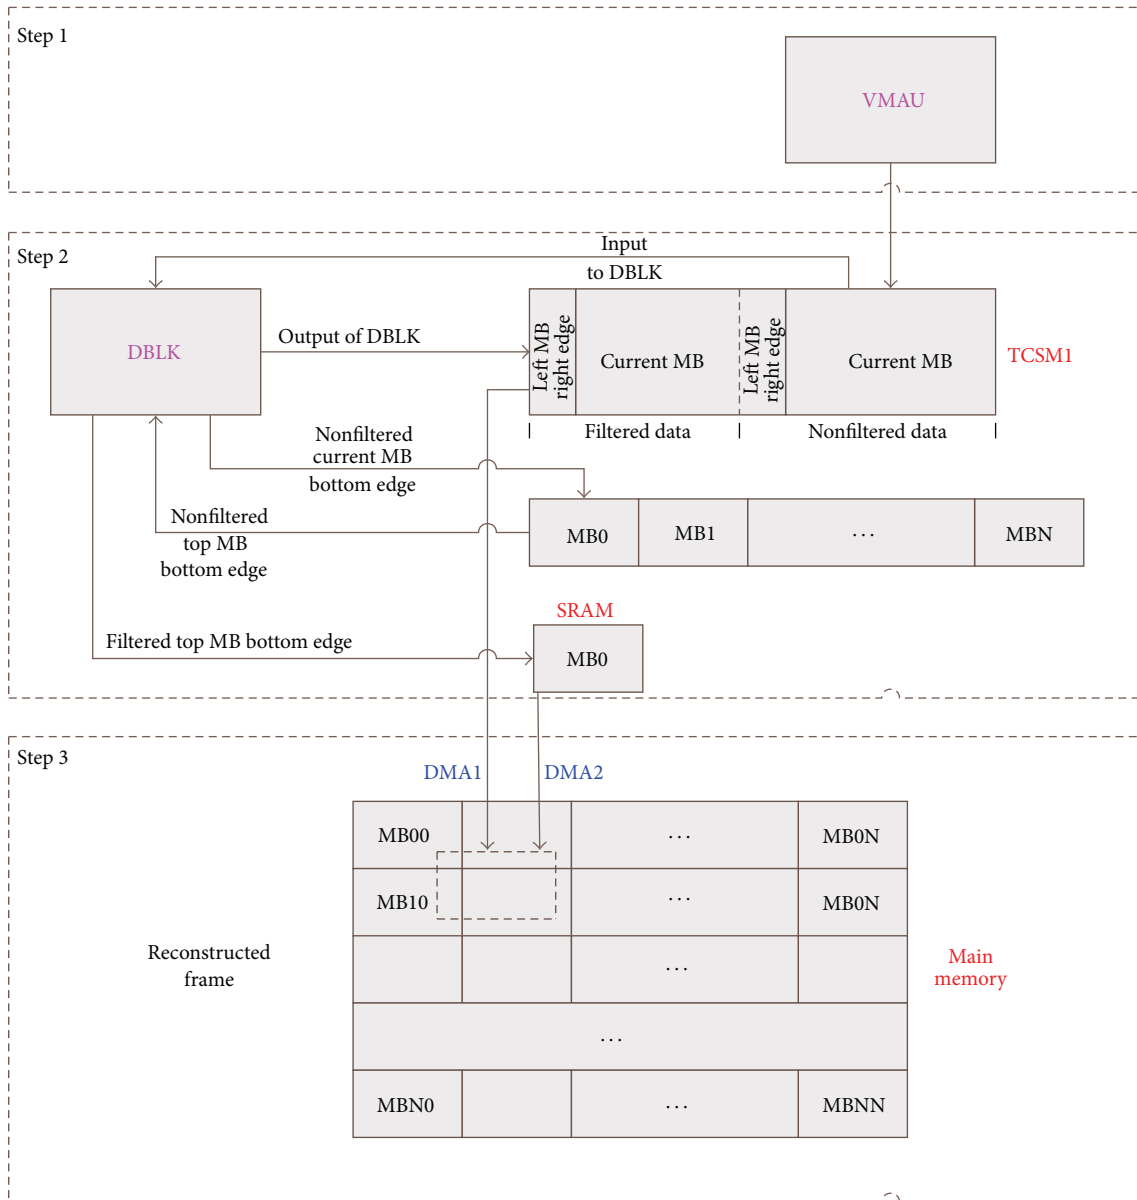 Step 1
VMAU
Step 2
Input
to DBLK
DBLK
Output of DBLK
Left MB
right edge
Current MB
Left MB
right edge
Current MB
TCSM1
Filtered data
Nonfiltered data
Nonfiltered
current MB
bottom edge
Nonfiltered
top MB
bottom edge
MB0
MB1
...
MBN
SRAM
Filtered top MB bottom edge
MB0
Step 3
DMA1
DMA2
MB00
...
MB0N
MB10
...
MB0N
Reconstructed
frame
...
Main
memory
...
MBN0
...
MBNN